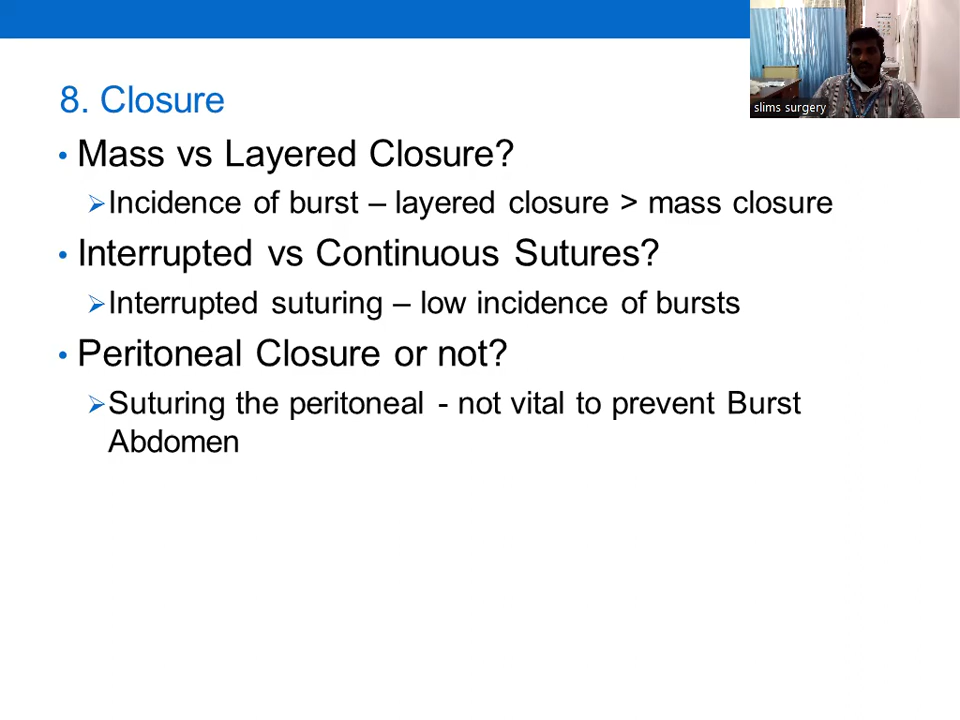 slims surgery
8. Closure
• Mass vs Layered Closure?
➢Incidence of burst – layered closure > mass closure
• Interrupted vs Continuous Sutures?
➢Interrupted suturing – low incidence of bursts
• Peritoneal Closure or not?
➢Suturing the peritoneal - not vital to prevent Burst
Abdomen